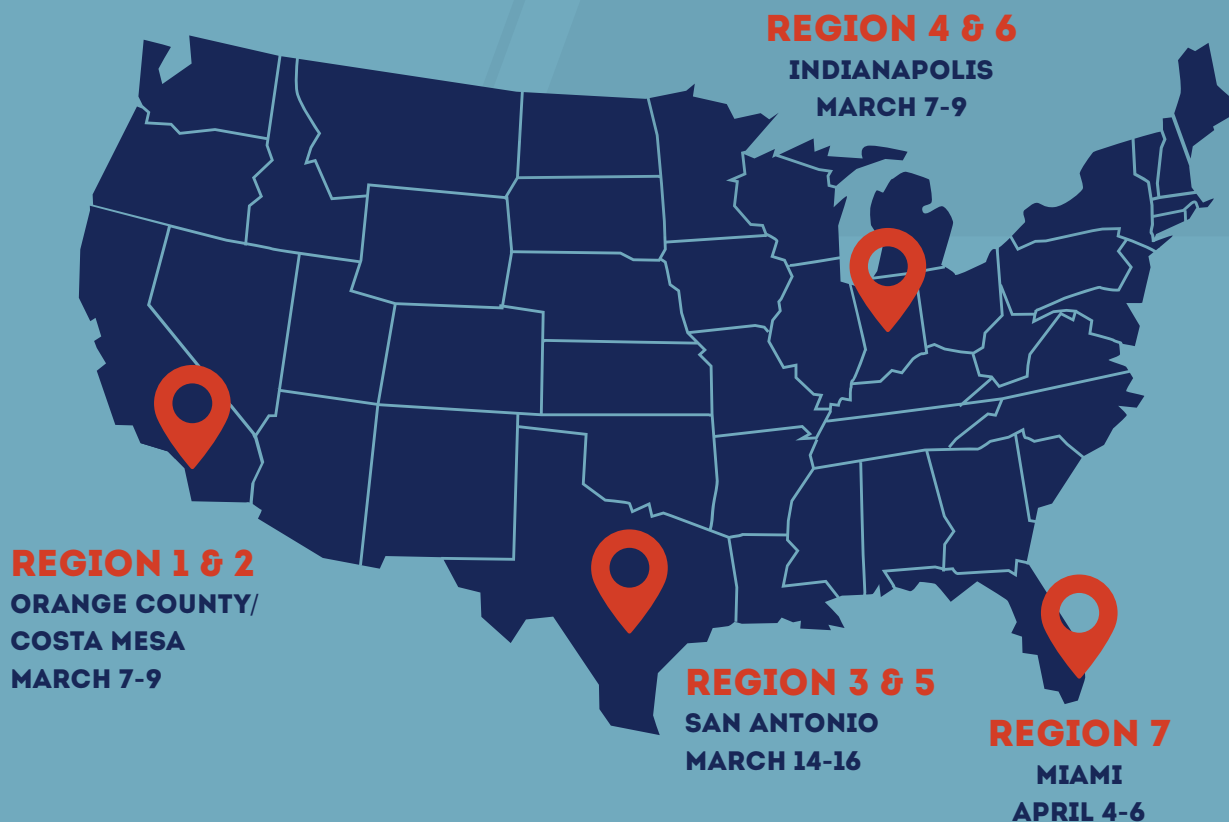 REGION 4 & 6
INDIANAPOLIS
MARCH 7-9
REGION 1 & 2
ORANGE COUNTY/
COSTA MESA
MARCH 7-9
REGION 3 & 5
SAN ANTONIO
MARCH 14-16
REGION 7
MIAMI
APRIL 4-6